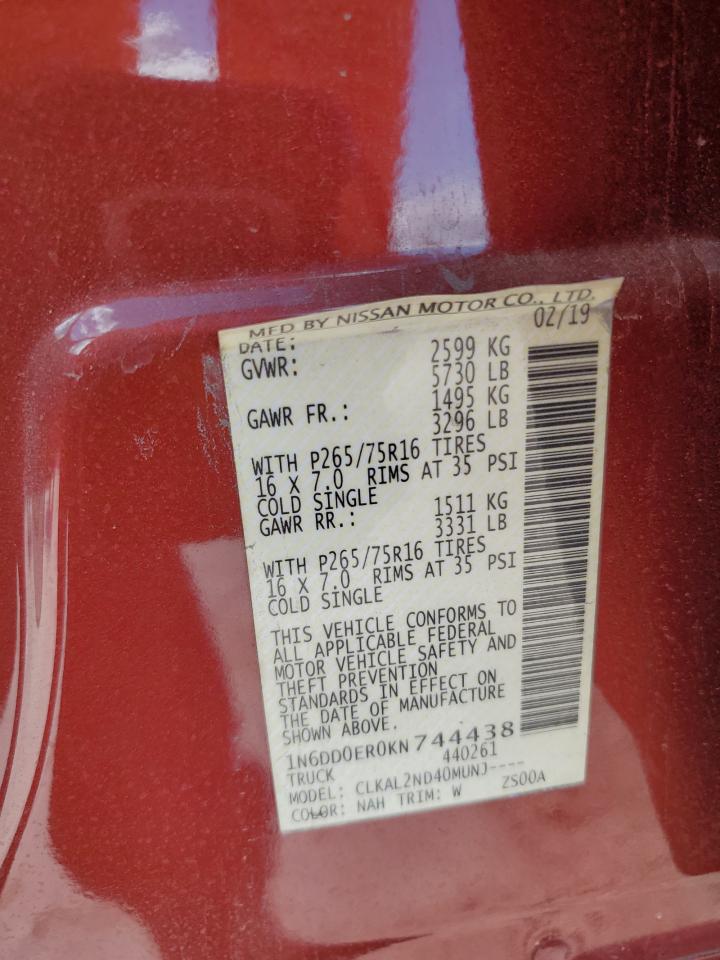 MFD BY NISSAN MOTOR CO., LTD.
DATE: 02/19
GVWR: 2599 KG
5730 LB
GAWR FR.: 1495 KG
3296 LB
WITH P265/75R16 TIRES
16 X 7.0 RIMS AT 35 PSI
COLD SINGLE
GAWR RR.: 1511 KG
3331 LB
WITH P265/75R16 TIRES
16 X 7.0 RIMS AT 35 PSI
COLD SINGLE
THIS VEHICLE CONFORMS TO
ALL APPLICABLE FEDERAL
MOTOR VEHICLE SAFETY AND
THEFT PREVENTION
STANDARDS IN EFFECT ON
THE DATE OF MANUFACTURE
SHOWN ABOVE.
1N6DD0ER0KN744438
TRUCK 440261
MODEL: CLKAL2ND40MUNJ----
COLOR: NAH TRIM: W ZS00A